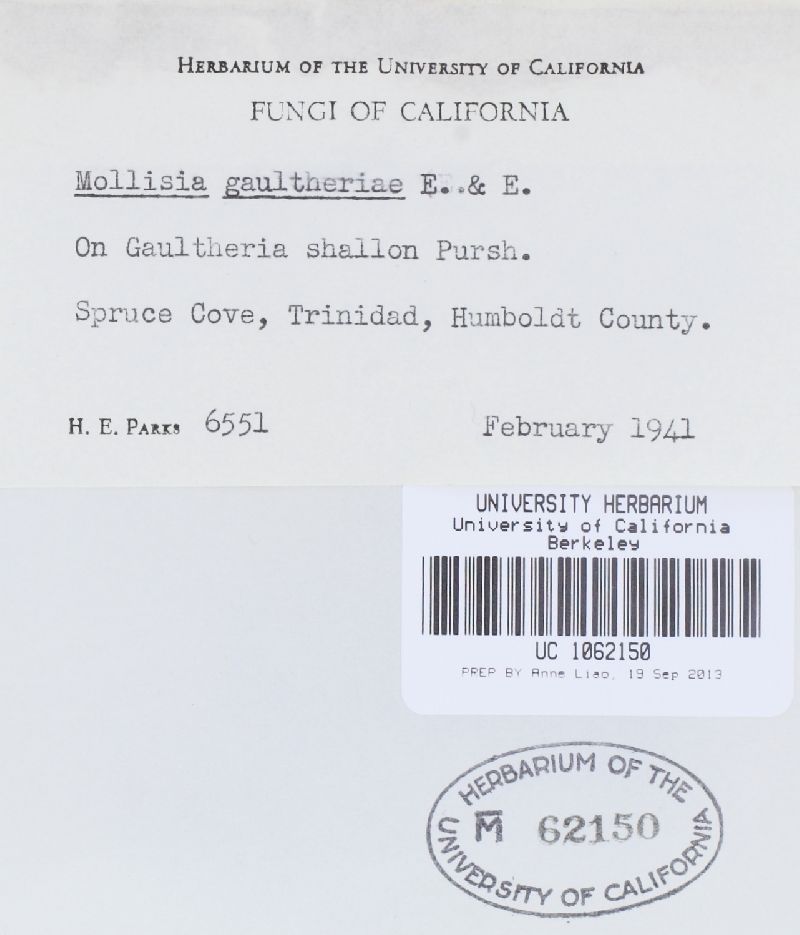 HERBARIUM OF THE UNIVERSITY OF CALIFORNIA
FUNGI OF CALIFORNIA
Mollisia gaultheriae E. & E.
On Gaultheria shallon Pursh.
Spruce Cove, Trinidad, Humboldt County.
H. E. PARKS 6551
February 1941
UNIVERSITY HERBARIUM
University of California
Berkeley
UC 1062150
PREP BY Anne Liao, 19 Sep 2013
HERBARIUM OF THE
M 62150
UNIVERSITY OF CALIFORNIA